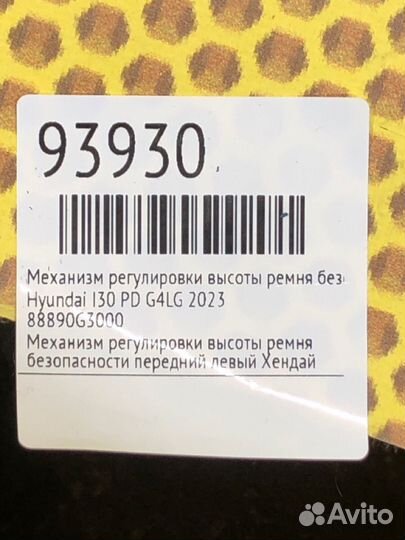 93930
Механизм регулировки высоты ремня без
Hyundai I30 PD G4LG 2023
88890G3000
Механизм регулировки высоты ремня
безопасности передний левый Хендай
Avito